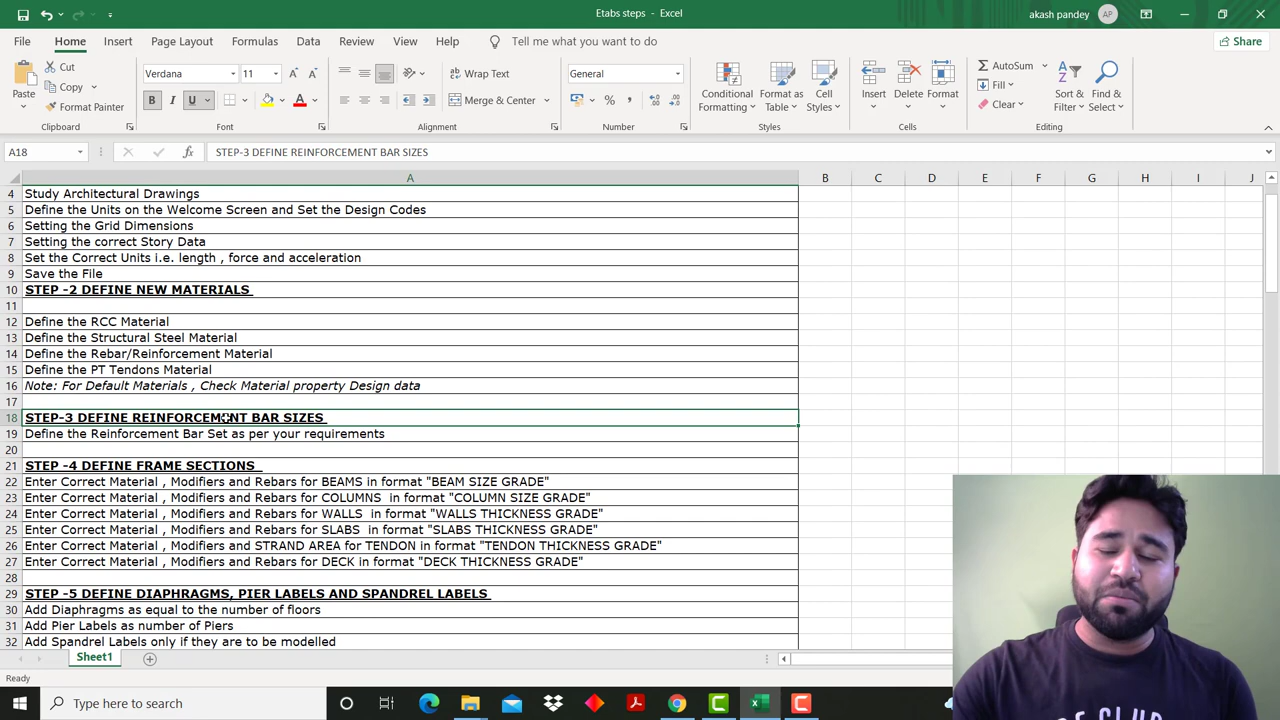 Etabs steps - Excel
akash pandey
AP
File
Home
Insert
Page Layout
Formulas
Data
Review
View
Help
Tell me what you want to do
Share
Paste
Cut
Copy
Format Painter
Clipboard
Verdana
11
B
I
U
Font
Wrap Text
Merge & Center
Alignment
General
Number
Conditional Formatting
Format as Table
Cell Styles
Styles
Insert
Delete
Format
Cells
AutoSum
Fill
Clear
Sort & Filter
Find & Select
Editing
A18
STEP-3 DEFINE REINFORCEMENT BAR SIZES
A B C D E F G H I J
4 Study Architectural Drawings
5 Define the Units on the Welcome Screen and Set the Design Codes
6 Setting the Grid Dimensions
7 Setting the correct Story Data
8 Set the Correct Units i.e. length , force and acceleration
9 Save the File
10 STEP -2 DEFINE NEW MATERIALS
11
12 Define the RCC Material
13 Define the Structural Steel Material
14 Define the Rebar/Reinforcement Material
15 Define the PT Tendons Material
16 Note: For Default Materials , Check Material property Design data
17
18 STEP-3 DEFINE REINFORCEMENT BAR SIZES
19 Define the Reinforcement Bar Set as per your requirements
20
21 STEP -4 DEFINE FRAME SECTIONS
22 Enter Correct Material , Modifiers and Rebars for BEAMS in format "BEAM SIZE GRADE"
23 Enter Correct Material , Modifiers and Rebars for COLUMNS in format "COLUMN SIZE GRADE"
24 Enter Correct Material , Modifiers and Rebars for WALLS in format "WALLS THICKNESS GRADE"
25 Enter Correct Material , Modifiers and Rebars for SLABS in format "SLABS THICKNESS GRADE"
26 Enter Correct Material , Modifiers and STRAND AREA for TENDON in format "TENDON THICKNESS GRADE"
27 Enter Correct Material , Modifiers and Rebars for DECK in format "DECK THICKNESS GRADE"
28
29 STEP -5 DEFINE DIAPHRAGMS, PIER LABELS AND SPANDREL LABELS
30 Add Diaphragms as equal to the number of floors
31 Add Pier Labels as number of Piers
32 Add Spandrel Labels only if they are to be modelled
Sheet1
Ready
Type here to search